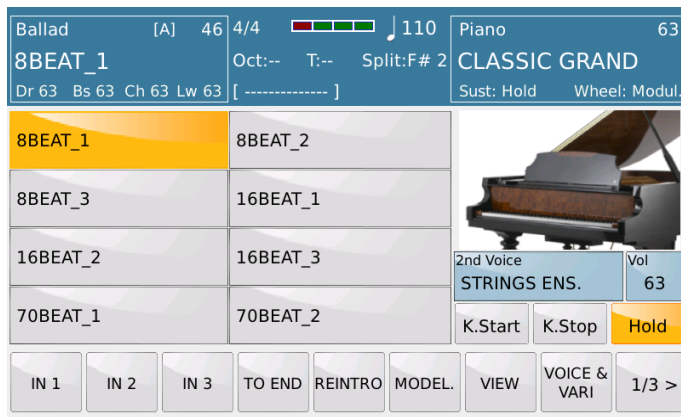 Ballad [A] 46
8BEAT_1
Dr 63 Bs 63 Ch 63 Lw 63
4/4 ♩ 110
Oct:-- T:-- Split:F# 2
[ -------------- ]
Piano 63
CLASSIC GRAND
Sust: Hold Wheel: Modul.
8BEAT_1 8BEAT_2
8BEAT_3 16BEAT_1
16BEAT_2 16BEAT_3
70BEAT_1 70BEAT_2
2nd Voice Vol
STRINGS ENS. 63
K.Start K.Stop Hold
IN 1 IN 2 IN 3 TO END REINTRO MODEL. VIEW VOICE & VARI 1/3 >